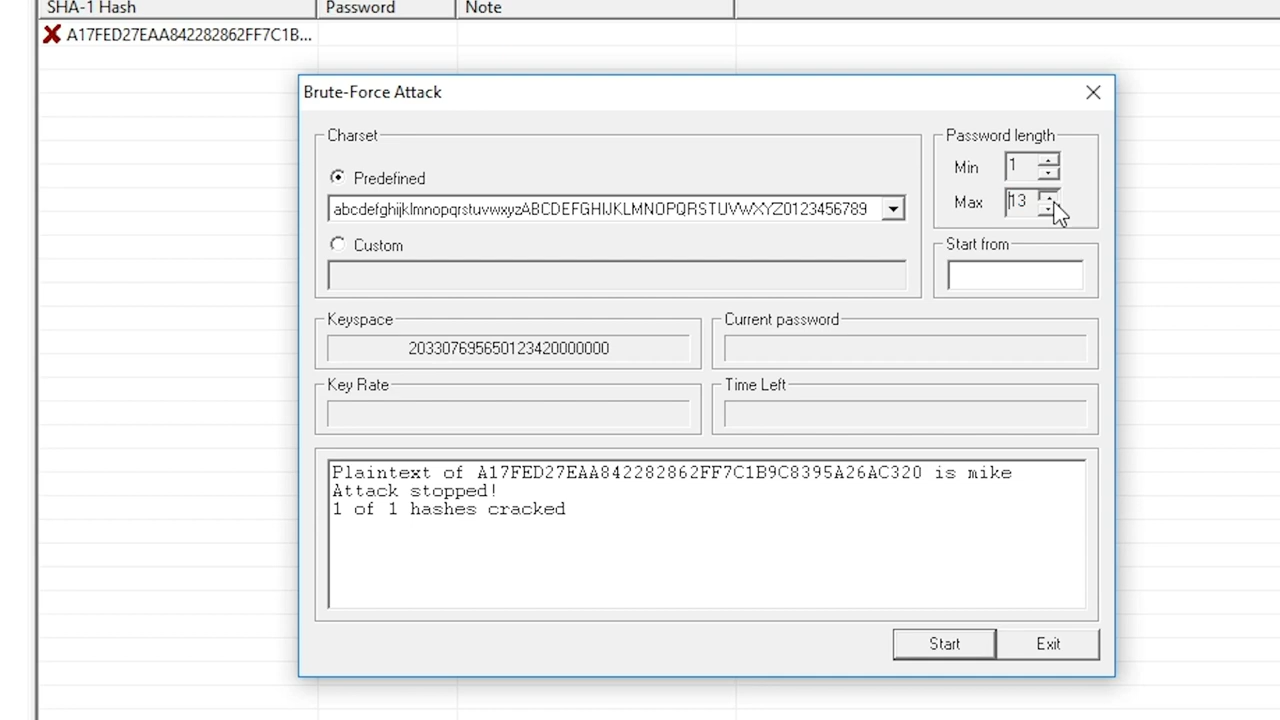 SHA-1 Hash Password Note
A17FED27EAA842282862FF7C1B...
Brute-Force Attack
Charset
Password length
Predefined
Min 1
abcdefghijklmnopqrstuvwxyzABCDEFGHIJKLMNOPQRSTUVWXYZ0123456789
Max 13
Custom
Start from
Keyspace
Current password
203307695650123420000000
Key Rate
Time Left
Plaintext of A17FED27EAA842282862FF7C1B9C8395A26AC320 is mike
Attack stopped!
1 of 1 hashes cracked
Start
Exit